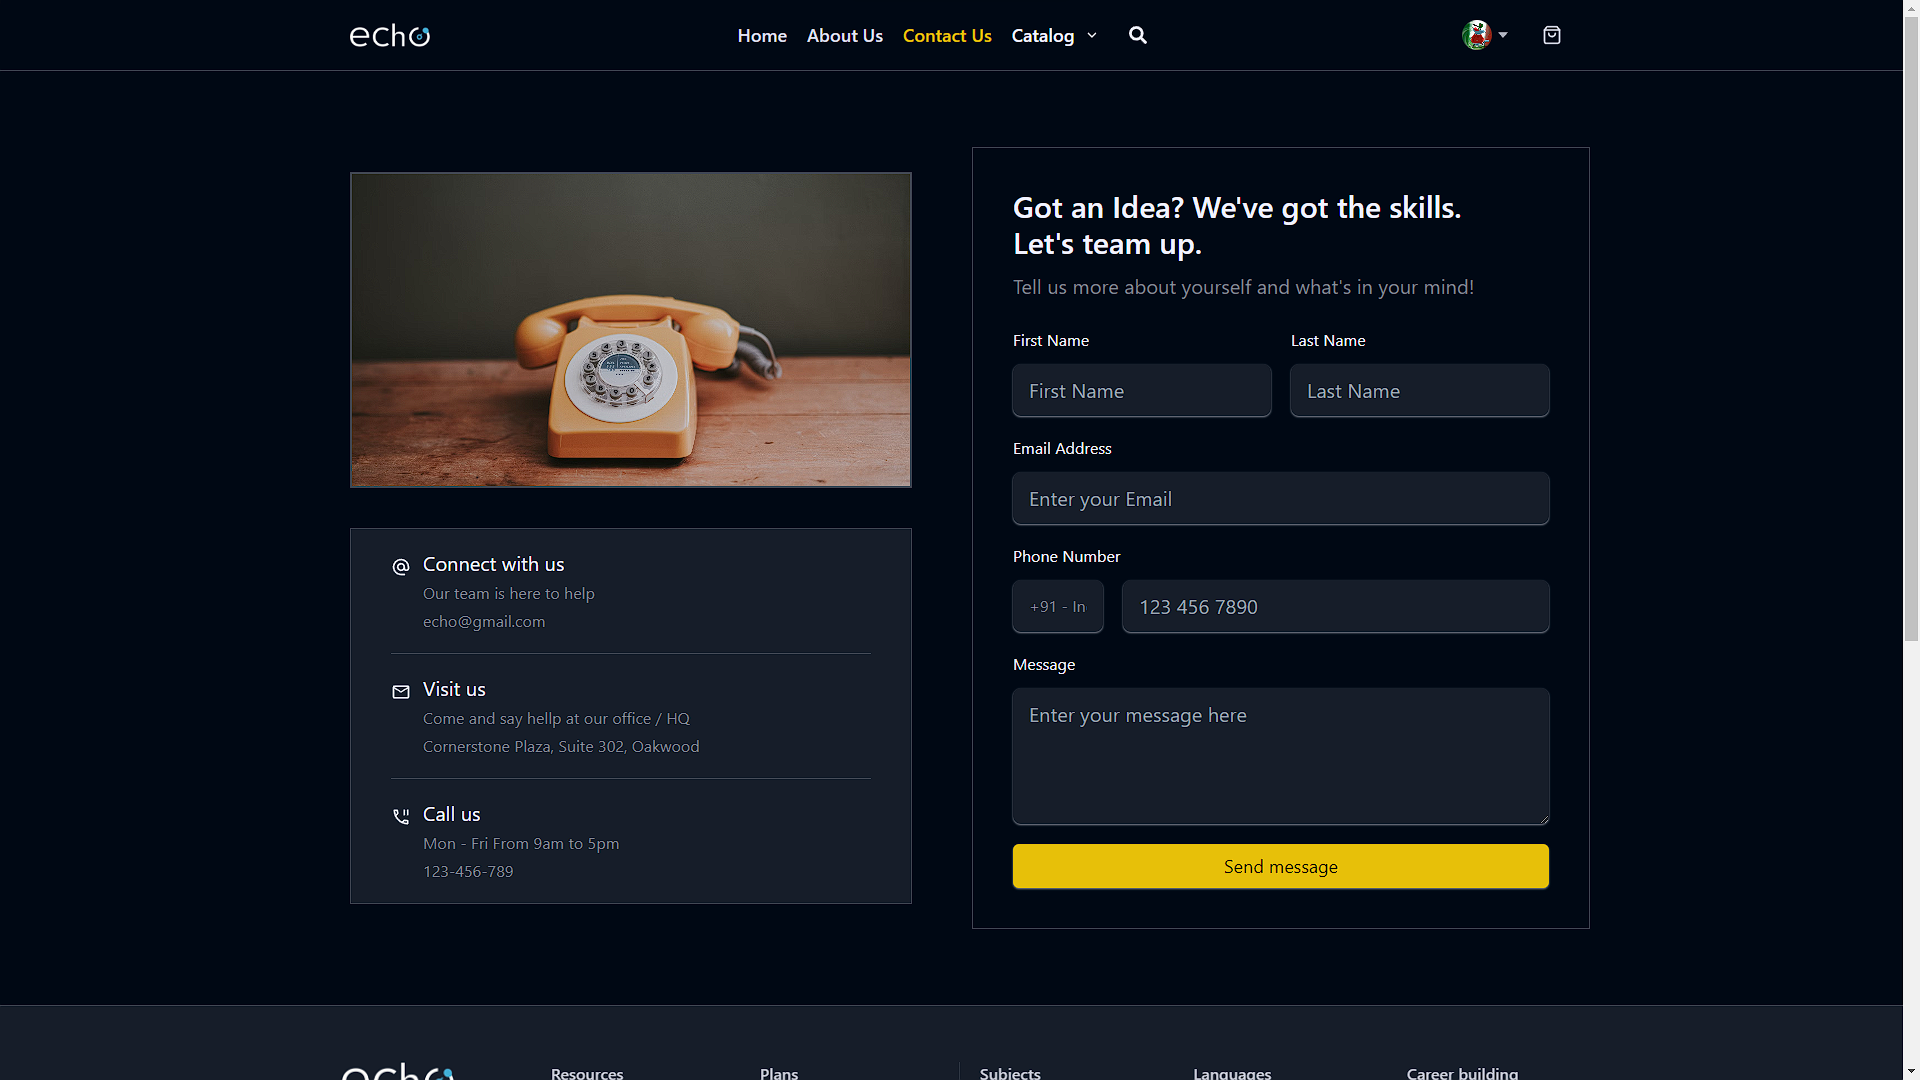 echo
Home
About Us
Contact Us
Catalog
Got an Idea? We've got the skills.
Let's team up.
Tell us more about yourself and what's in your mind!
First Name
Last Name
First Name
Last Name
Email Address
Enter your Email
Phone Number
+91 - In
123 456 7890
Message
Enter your message here
Send message
Connect with us
Our team is here to help
echo@gmail.com
Visit us
Come and say hellp at our office / HQ
Cornerstone Plaza, Suite 302, Oakwood
Call us
Mon - Fri From 9am to 5pm
123-456-789
echo
Resources
Plans
Subjects
Languages
Career building